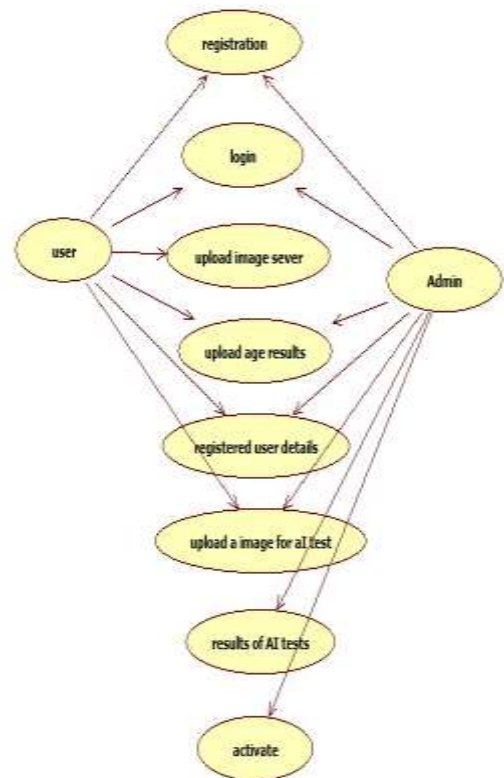 registration
login
user
upload image sever
Admin
upload age results
registered user details
upload a image for aI test
results of AI tests
activate